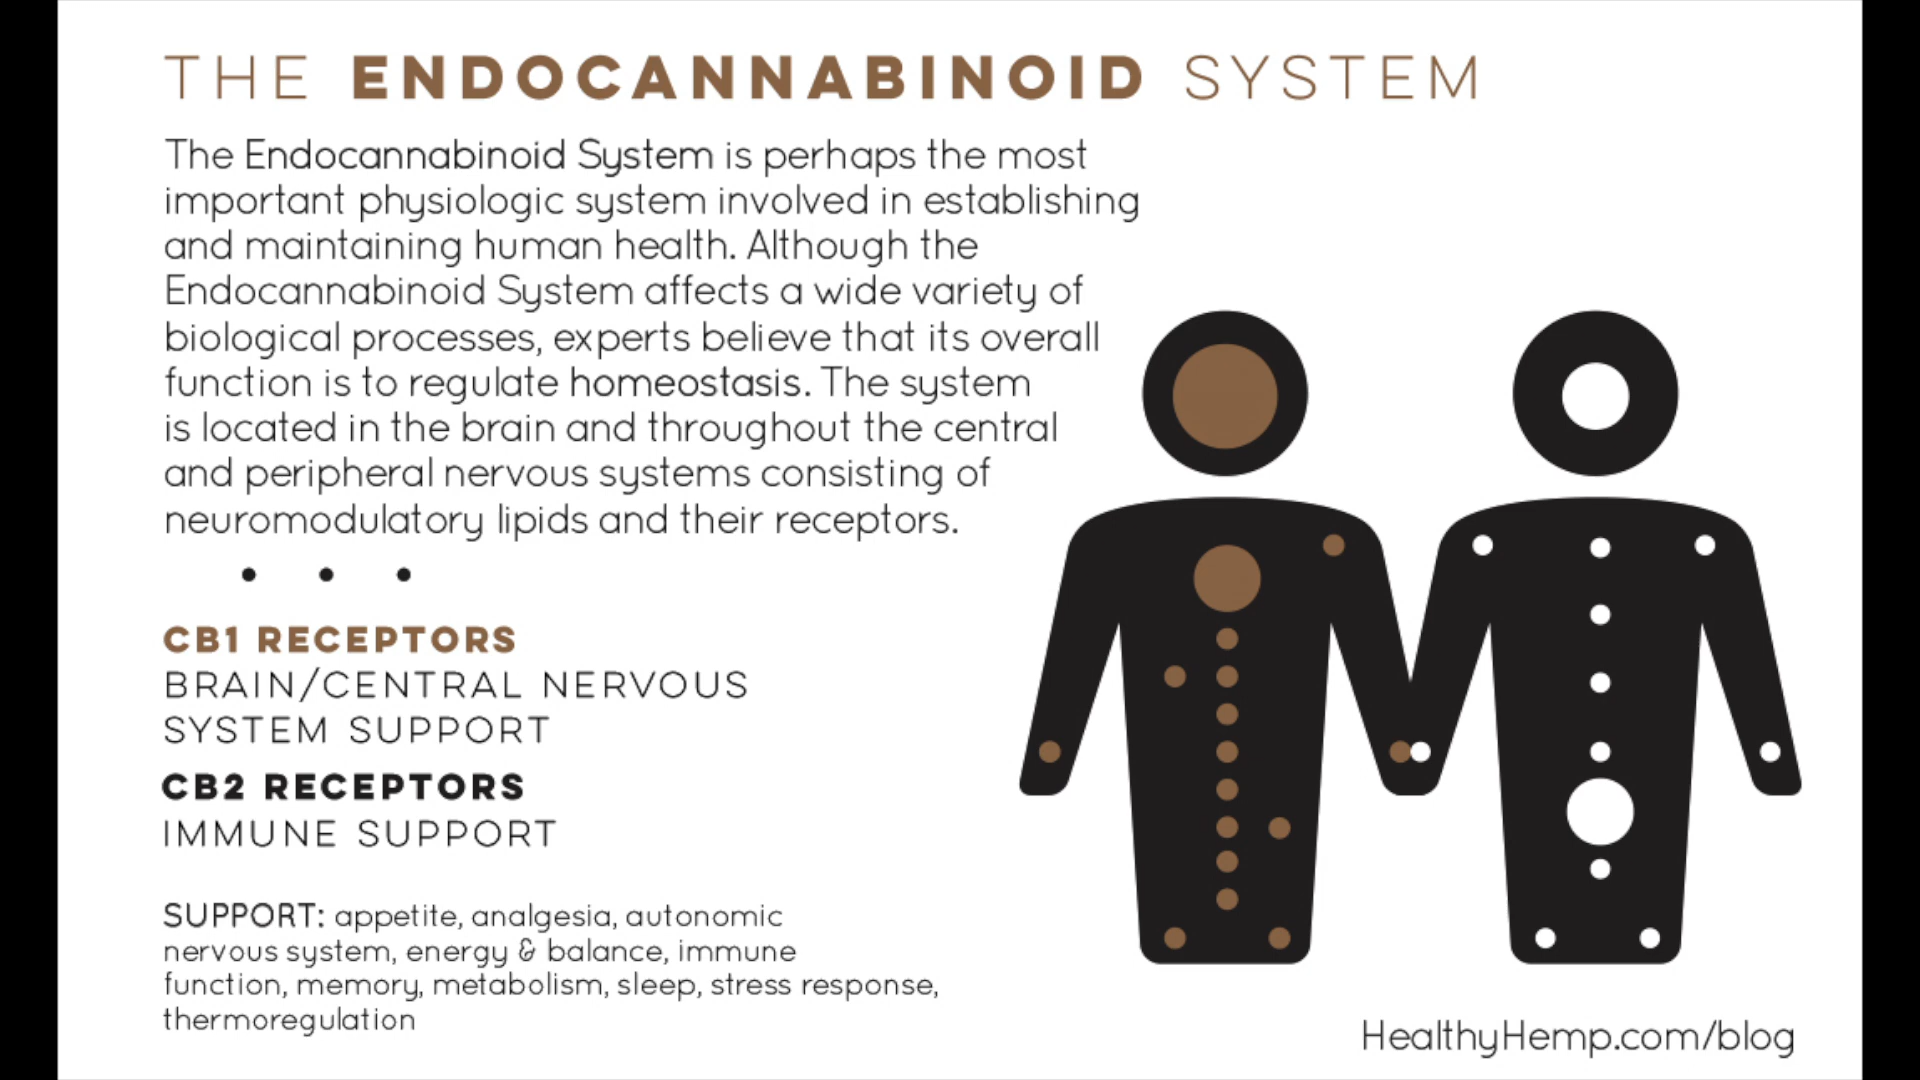 THE ENDOCANNABINOID SYSTEM
The Endocannabinoid System is perhaps the most
important physiologic system involved in establishing
and maintaining human health. Although the
Endocannabinoid System affects a wide variety of
biological processes, experts believe that its overall
function is to regulate homeostasis. The system
is located in the brain and throughout the central
and peripheral nervous systems consisting of
neuromodulatory lipids and their receptors.
CB1 RECEPTORS
BRAIN/CENTRAL NERVOUS
SYSTEM SUPPORT
CB2 RECEPTORS
IMMUNE SUPPORT
SUPPORT: appetite, analgesia, autonomic
nervous system, energy & balance, immune
function, memory, metabolism, sleep, stress response,
thermoregulation
HealthyHemp.com/blog